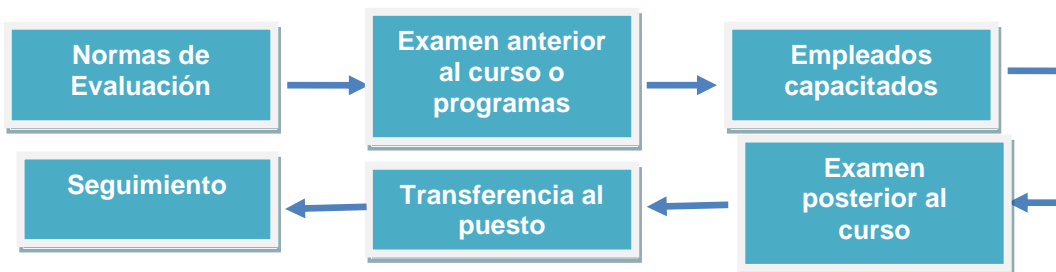 Normas de
Evaluación
Examen anterior
al curso o
programas
Empleados
capacitados
Examen
posterior al
curso
Transferencia al
puesto
Seguimiento